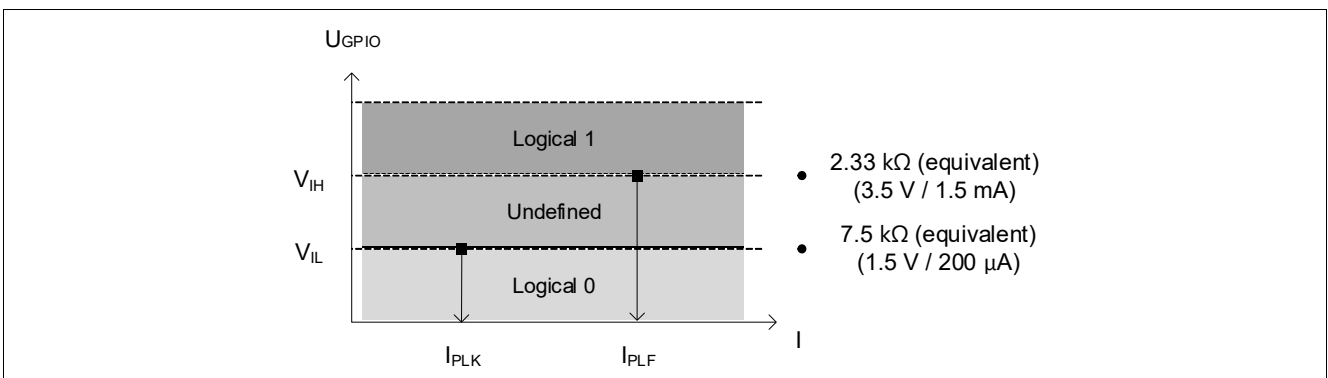 UGPIO
Logical 1
VIH
2.33 kΩ (equivalent)
(3.5 V / 1.5 mA)
Undefined
VIL
7.5 kΩ (equivalent)
(1.5 V / 200 µA)
Logical 0
I
IPLK
IPLF